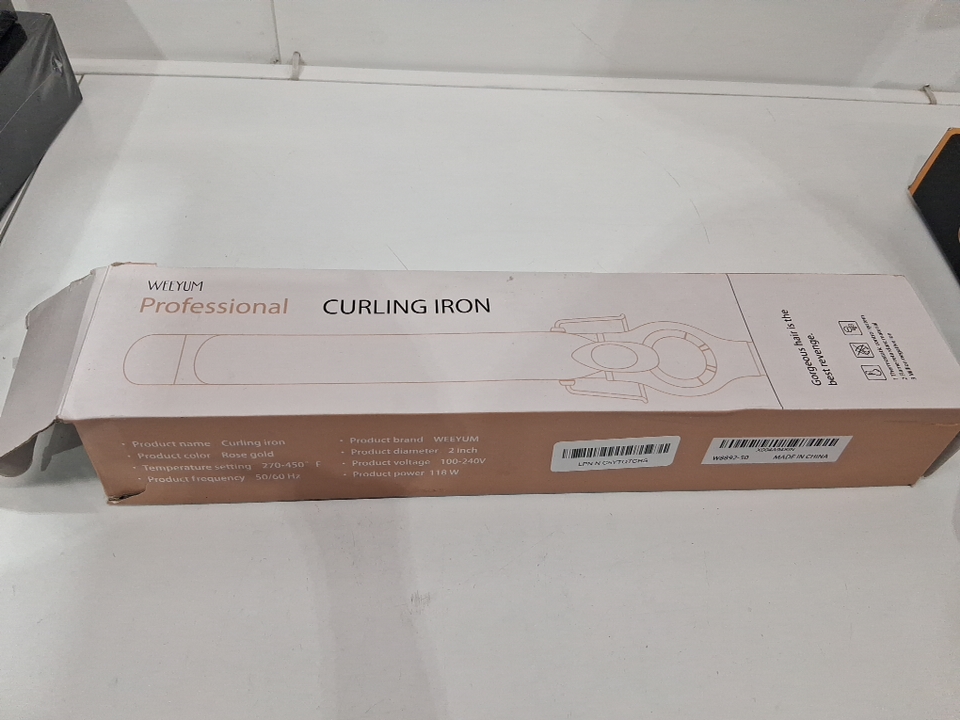 WELYUM
Professional CURLING IRON
Gorgeous hair is the
best revenge.
• Product name Curling iron
• Product color Rose gold
• Temperature setting 270-450° F
• Product frequency 50/60 Hz
• Product brand WELYUM
• Product diameter 2 inch
• Product voltage 100-240V
• Product power 118 W
MADE IN CHINA